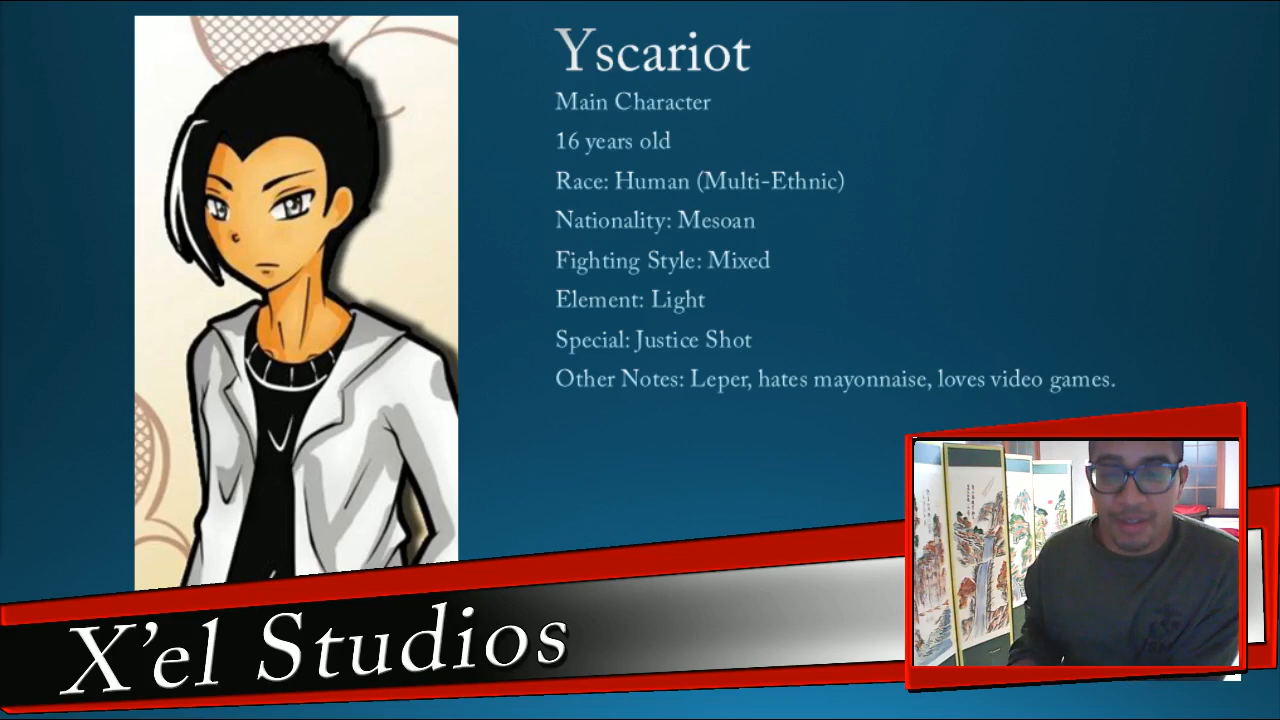 Yscariot
Main Character
16 years old
Race: Human (Multi-Ethnic)
Nationality: Mesoan
Fighting Style: Mixed
Element: Light
Special: Justice Shot
Other Notes: Leper, hates mayonnaise, loves video games.
X'el Studios